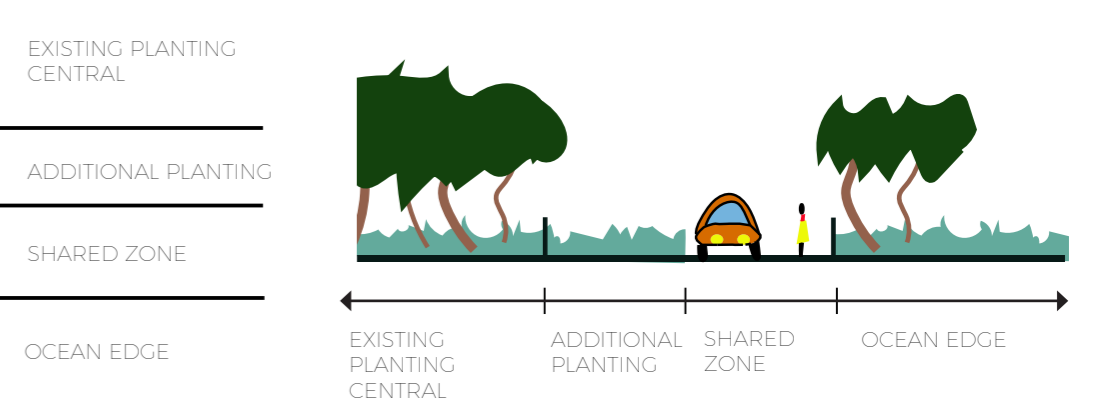 EXISTING PLANTING
CENTRAL
ADDITIONAL PLANTING
SHARED ZONE
OCEAN EDGE
EXISTING
PLANTING
CENTRAL
ADDITIONAL
PLANTING
SHARED
ZONE
OCEAN EDGE